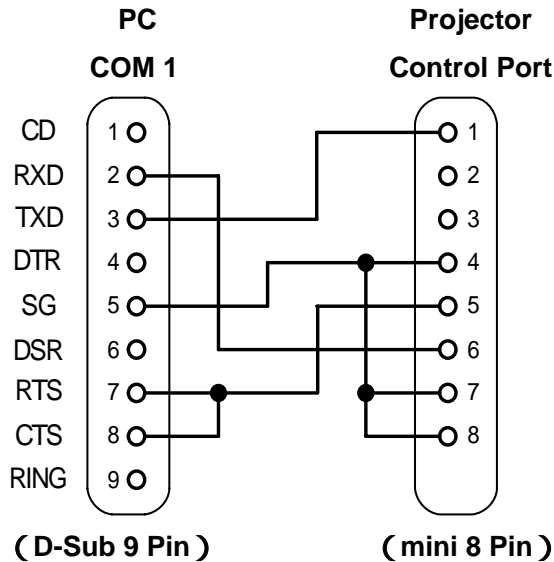 PC Projector
COM 1 Control Port
CD 1 1
RXD 2 2
TXD 3 3
DTR 4 4
SG 5 5
DSR 6 6
RTS 7 7
CTS 8 8
RING 9
(D-Sub 9 Pin) (mini 8 Pin)